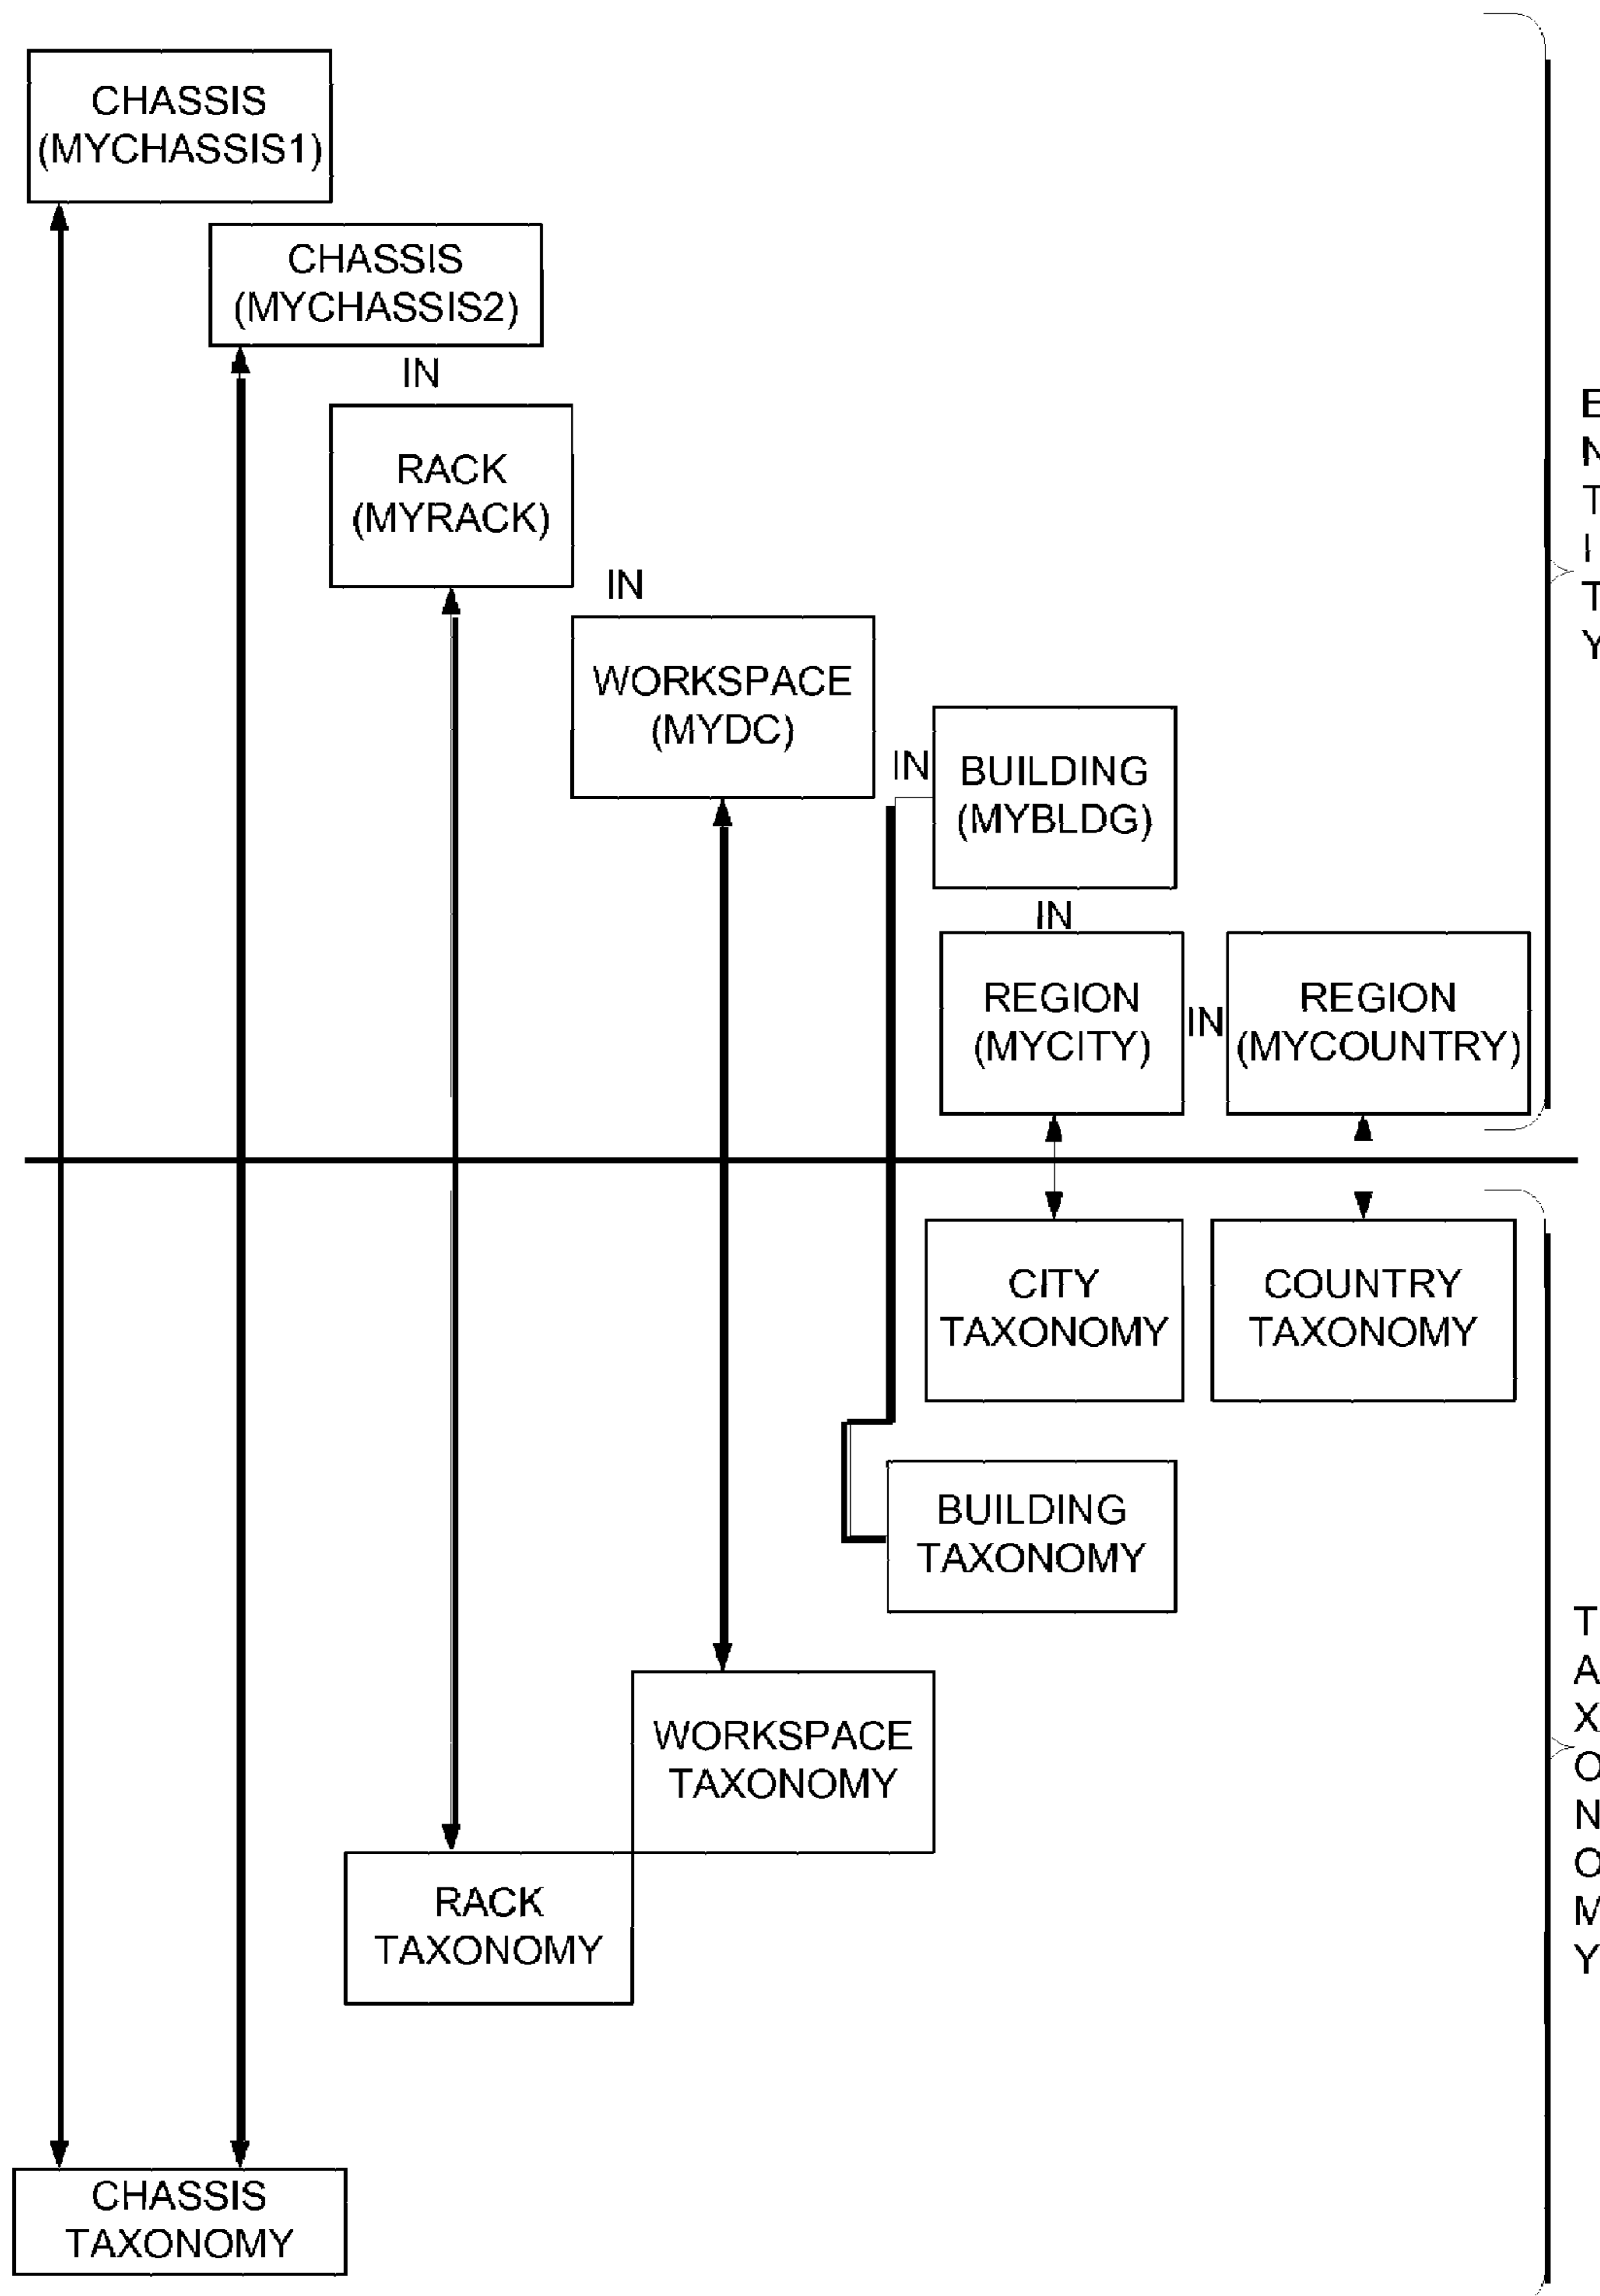 CHASSIS
(MYCHASSIS1)
CHASSIS
(MYCHASSIS2)
IN
RACK
(MYRACK)
IN
WORKSPACE
(MYDC)
IN
BUILDING
(MYBLDG)
IN
REGION
(MYCITY)
IN
REGION
(MYCOUNTRY)
E
N
T
I
T
Y
CITY
TAXONOMY
COUNTRY
TAXONOMY
BUILDING
TAXONOMY
WORKSPACE
TAXONOMY
RACK
TAXONOMY
CHASSIS
TAXONOMY
T
A
X
O
N
O
M
Y